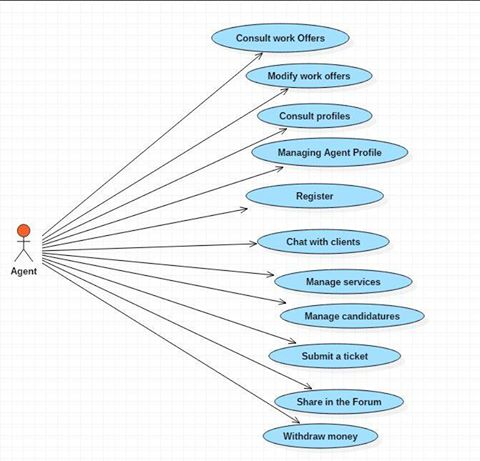 Consult work Offers
Modify work offers
Consult profiles
Managing Agent Profile
Register
Chat with clients
Agent
Manage services
Manage candidatures
Submit a ticket
Share in the Forum
Withdraw money